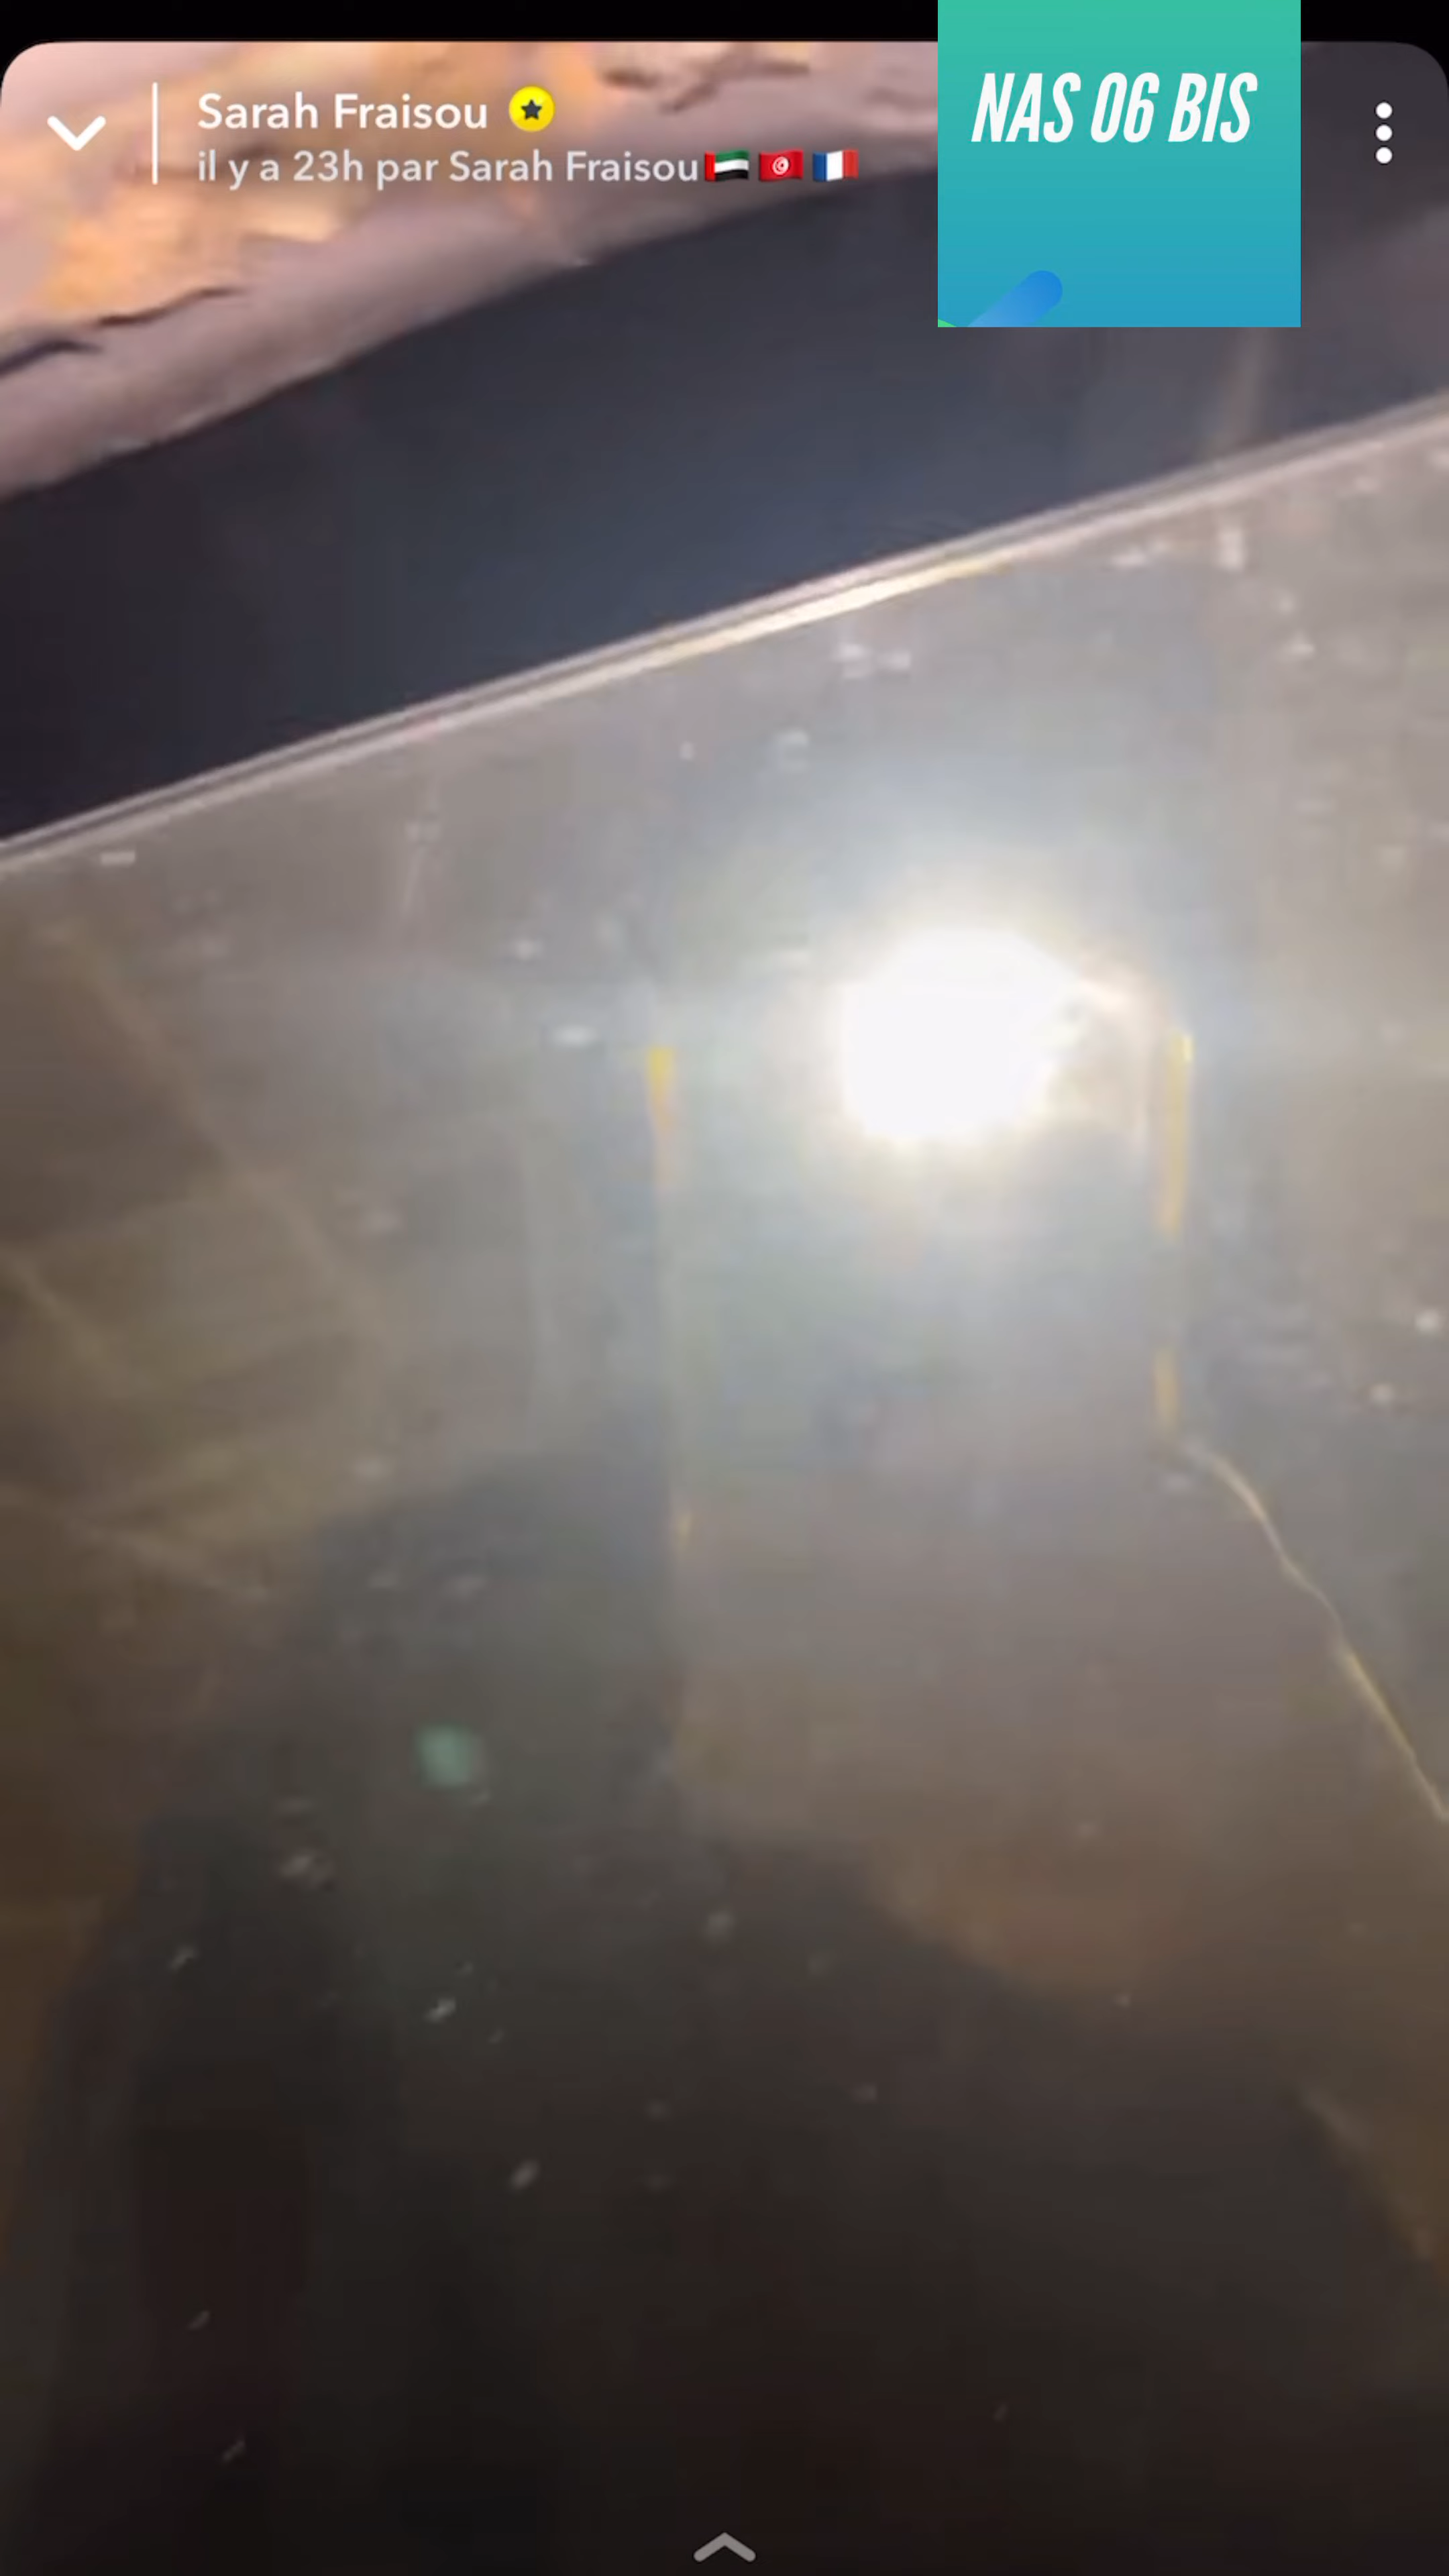 Sarah Fraisou
il y a 23h par Sarah Fraisou🇦🇪🇹🇳🇫🇷
NAS 06 BIS